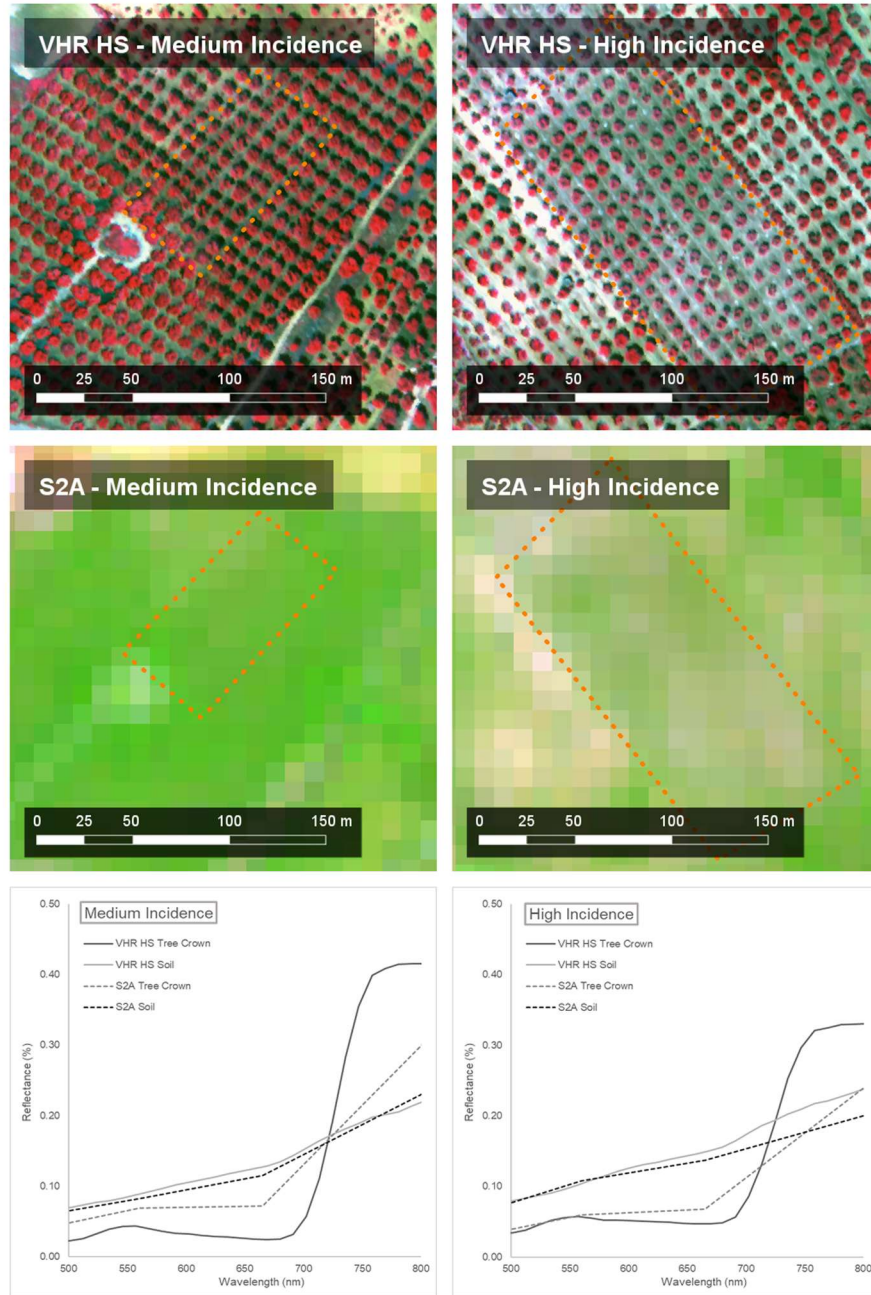 VHR HS - Medium Incidence
0 25 50 100 150 m
VHR HS - High Incidence
0 25 50 100 150 m
S2A - Medium Incidence
0 25 50 100 150 m
S2A - High Incidence
0 25 50 100 150 m
Medium Incidence
VHR HS Tree Crown
VHR HS Soil
S2A Tree Crown
S2A Soil
Reflectance (%)
0.50
0.40
0.30
0.20
0.10
0.00
500 550 600 650 700 750 800
Wavelength (nm)
High Incidence
VHR HS Tree Crown
VHR HS Soil
S2A Tree Crown
S2A Soil
Reflectance (%)
0.50
0.40
0.30
0.20
0.10
0.00
500 550 600 650 700 750 800
Wavelength (nm)